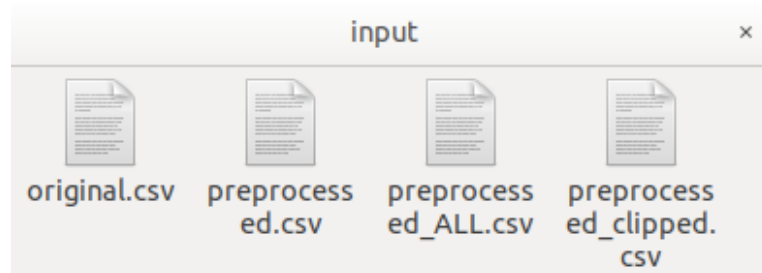 input ×
original.csv
preprocess
ed.csv
preprocess
ed_ALL.csv
preprocess
ed_clipped.
csv